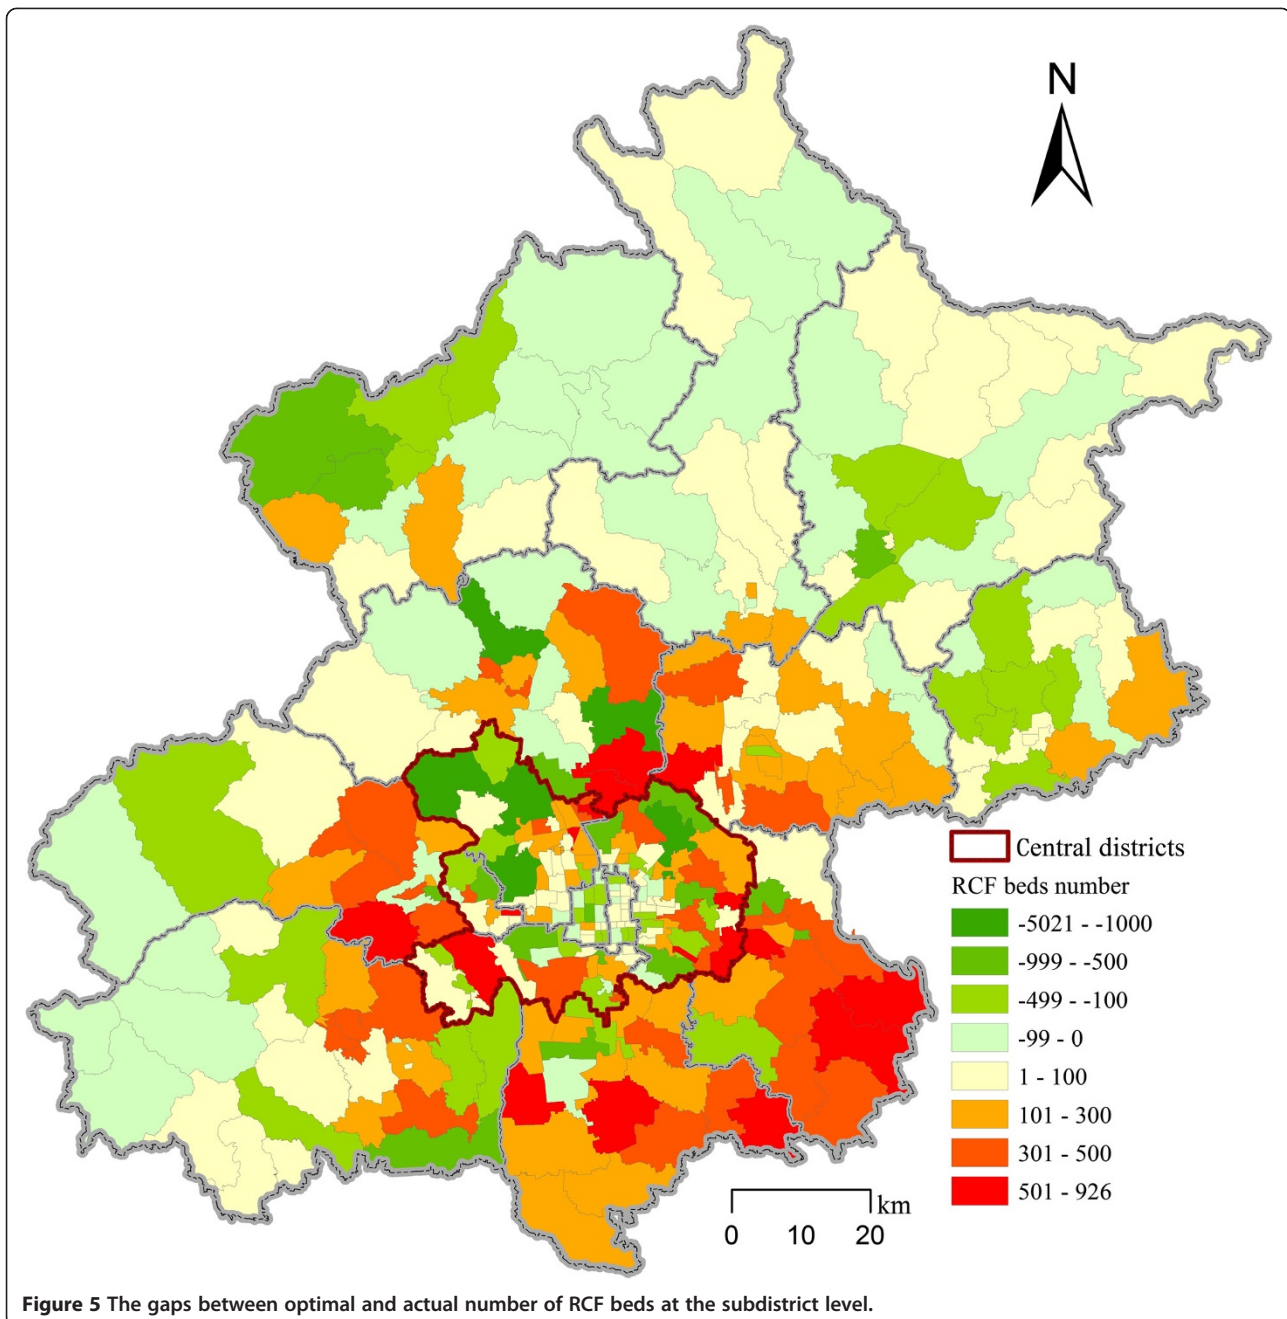 N
Central districts
RCF beds number
-5021 - -1000
-999 - -500
-499 - -100
-99 - 0
1 - 100
101 - 300
301 - 500
501 - 926
km
0 10 20
Figure 5 The gaps between optimal and actual number of RCF beds at the subdistrict level.